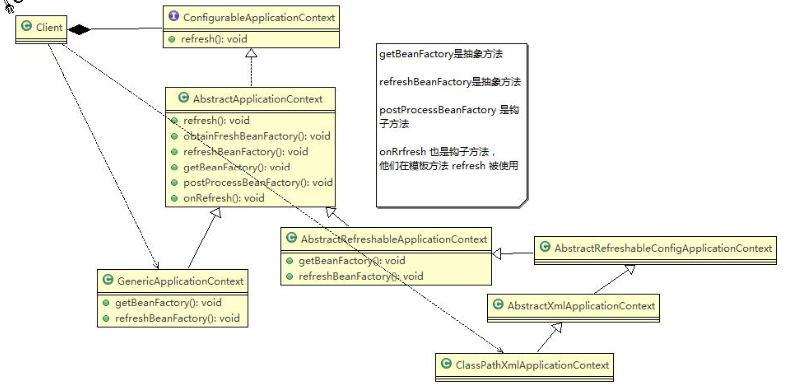 Client
ConfigurableApplicationContext
refresh(): void
AbstractApplicationContext
refresh(): void
obtainFreshBeanFactory(): void
refreshBeanFactory(): void
getBeanFactory(): void
postProcessBeanFactory(): void
onRefresh(): void
getBeanFactory是抽象方法
refreshBeanFactory是抽象方法
postProcessBeanFactory 是钩
子方法
onRrfresh 也是钩子方法，
他们在模板方法 refresh 被使用
AbstractRefreshableApplicationContext
getBeanFactory(): void
refreshBeanFactory(): void
AbstractRefreshableConfigApplicationContext
GenericApplicationContext
getBeanFactory(): void
refreshBeanFactory(): void
AbstractXmlApplicationContext
ClassPathXmlApplicationContext